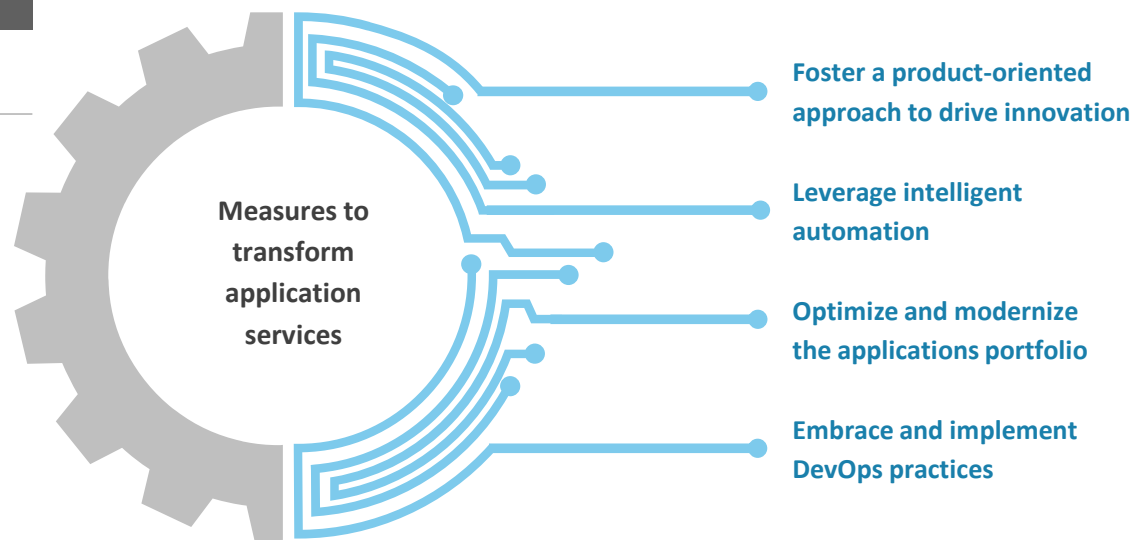 Measures to
transform
application
services
Foster a product-oriented
approach to drive innovation
Leverage intelligent
automation
Optimize and modernize
the applications portfolio
Embrace and implement
DevOps practices